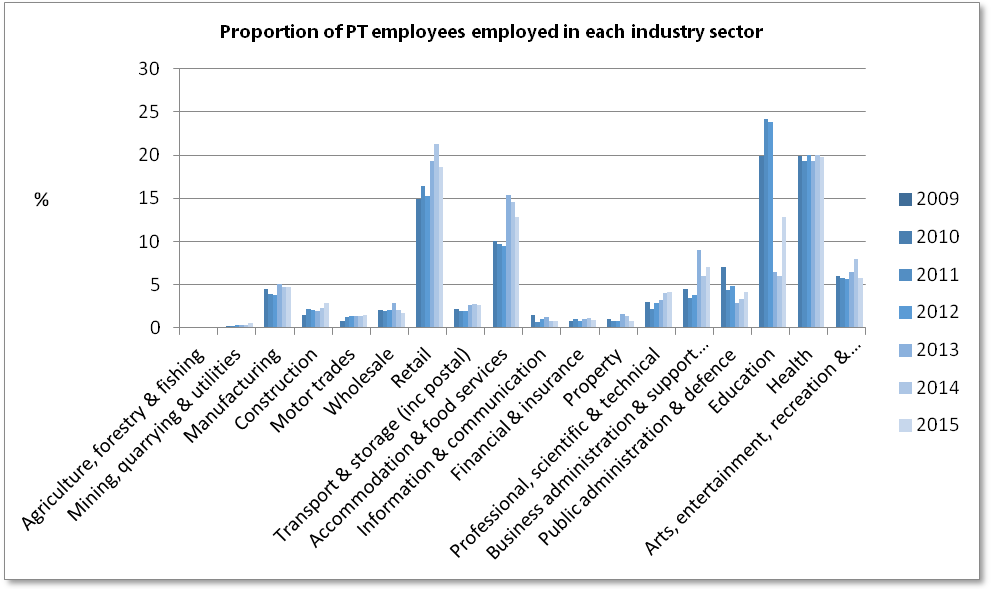 Proportion of PT employees employed in each industry sector
30
25
20
15
10
5
0
%
Agriculture, forestry & fishing
Mining, quarrying & utilities
Manufacturing
Construction
Motor trades
Wholesale
Retail
Transport & storage (inc postal)
Accommodation & food services
Information & communication
Financial & insurance
Property
Professional, scientific & technical
Business administration & support...
Public administration & defence
Education
Health
Arts, entertainment, recreation &...
2009
2010
2011
2012
2013
2014
2015